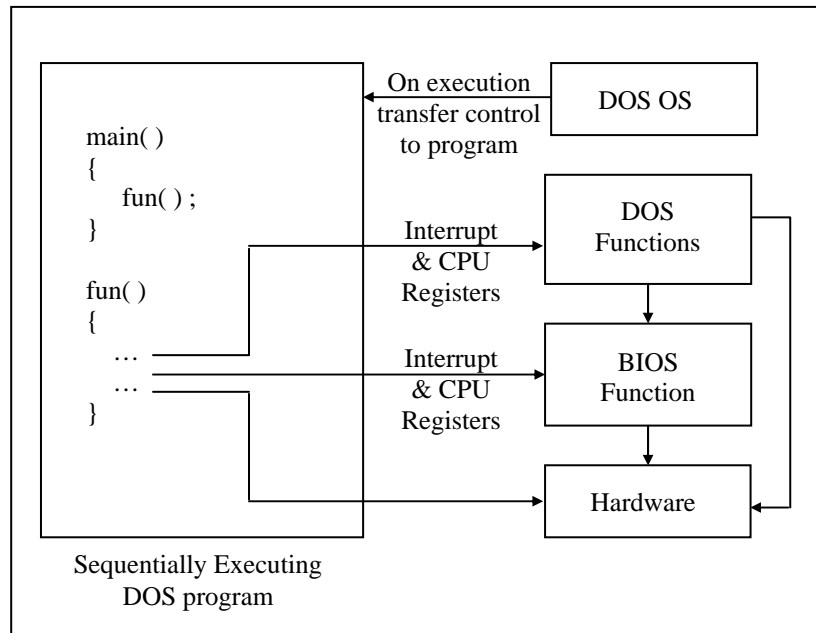 On execution
transfer control
to program
DOS OS
main( )
{
fun( ) ;
}
Interrupt
& CPU
Registers
DOS
Functions
fun( )
{
…
…
}
Interrupt
& CPU
Registers
BIOS
Function
Hardware
Sequentially Executing
DOS program